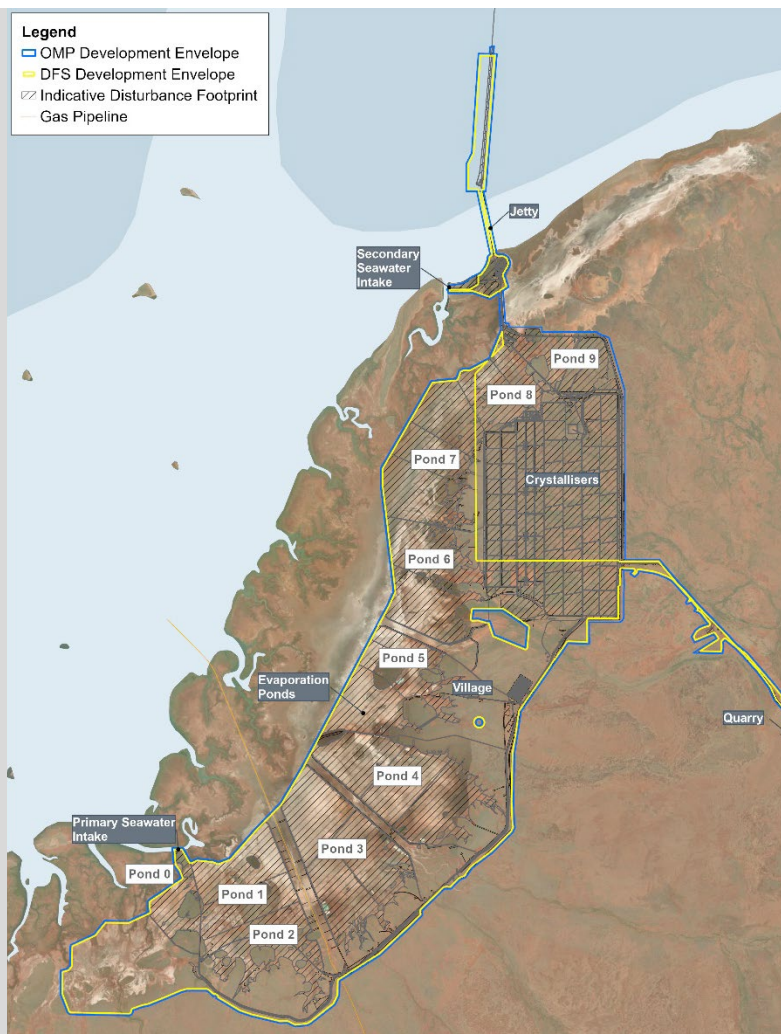 Legend
OMP Development Envelope
DFS Development Envelope
Indicative Disturbance Footprint
Gas Pipeline
Jetty
Secondary
Seawater
Intake
Pond 9
Pond 8
Pond 7
Crystallisers
Pond 6
Pond 5
Evaporation
Ponds
Village
Quarry
Pond 4
Primary Seawater
Intake
Pond 3
Pond 0
Pond 1
Pond 2